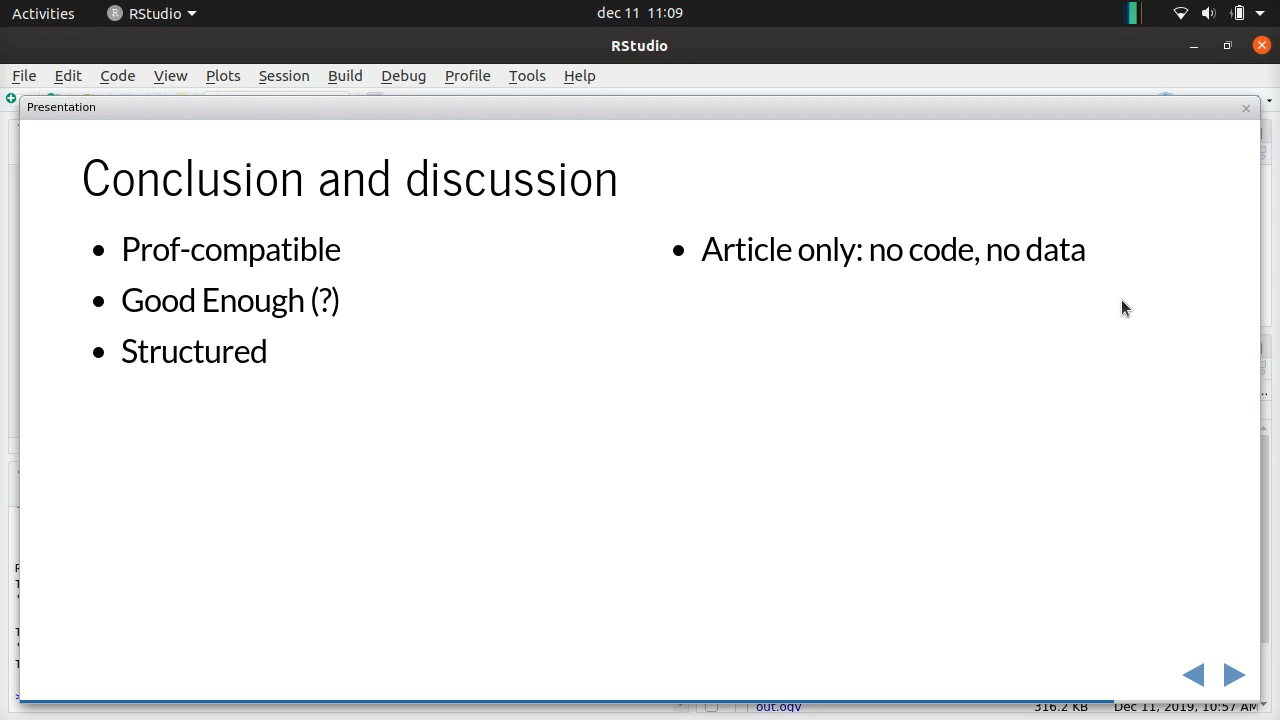 Activities
RStudio
dec 11 11:09
RStudio
File Edit Code View Plots Session Build Debug Profile Tools Help
Presentation
Conclusion and discussion
• Prof-compatible
• Good Enough (?)
• Structured
• Article only: no code, no data
out.ogv 316.2 KB Dec 11, 2019, 10:57 AM